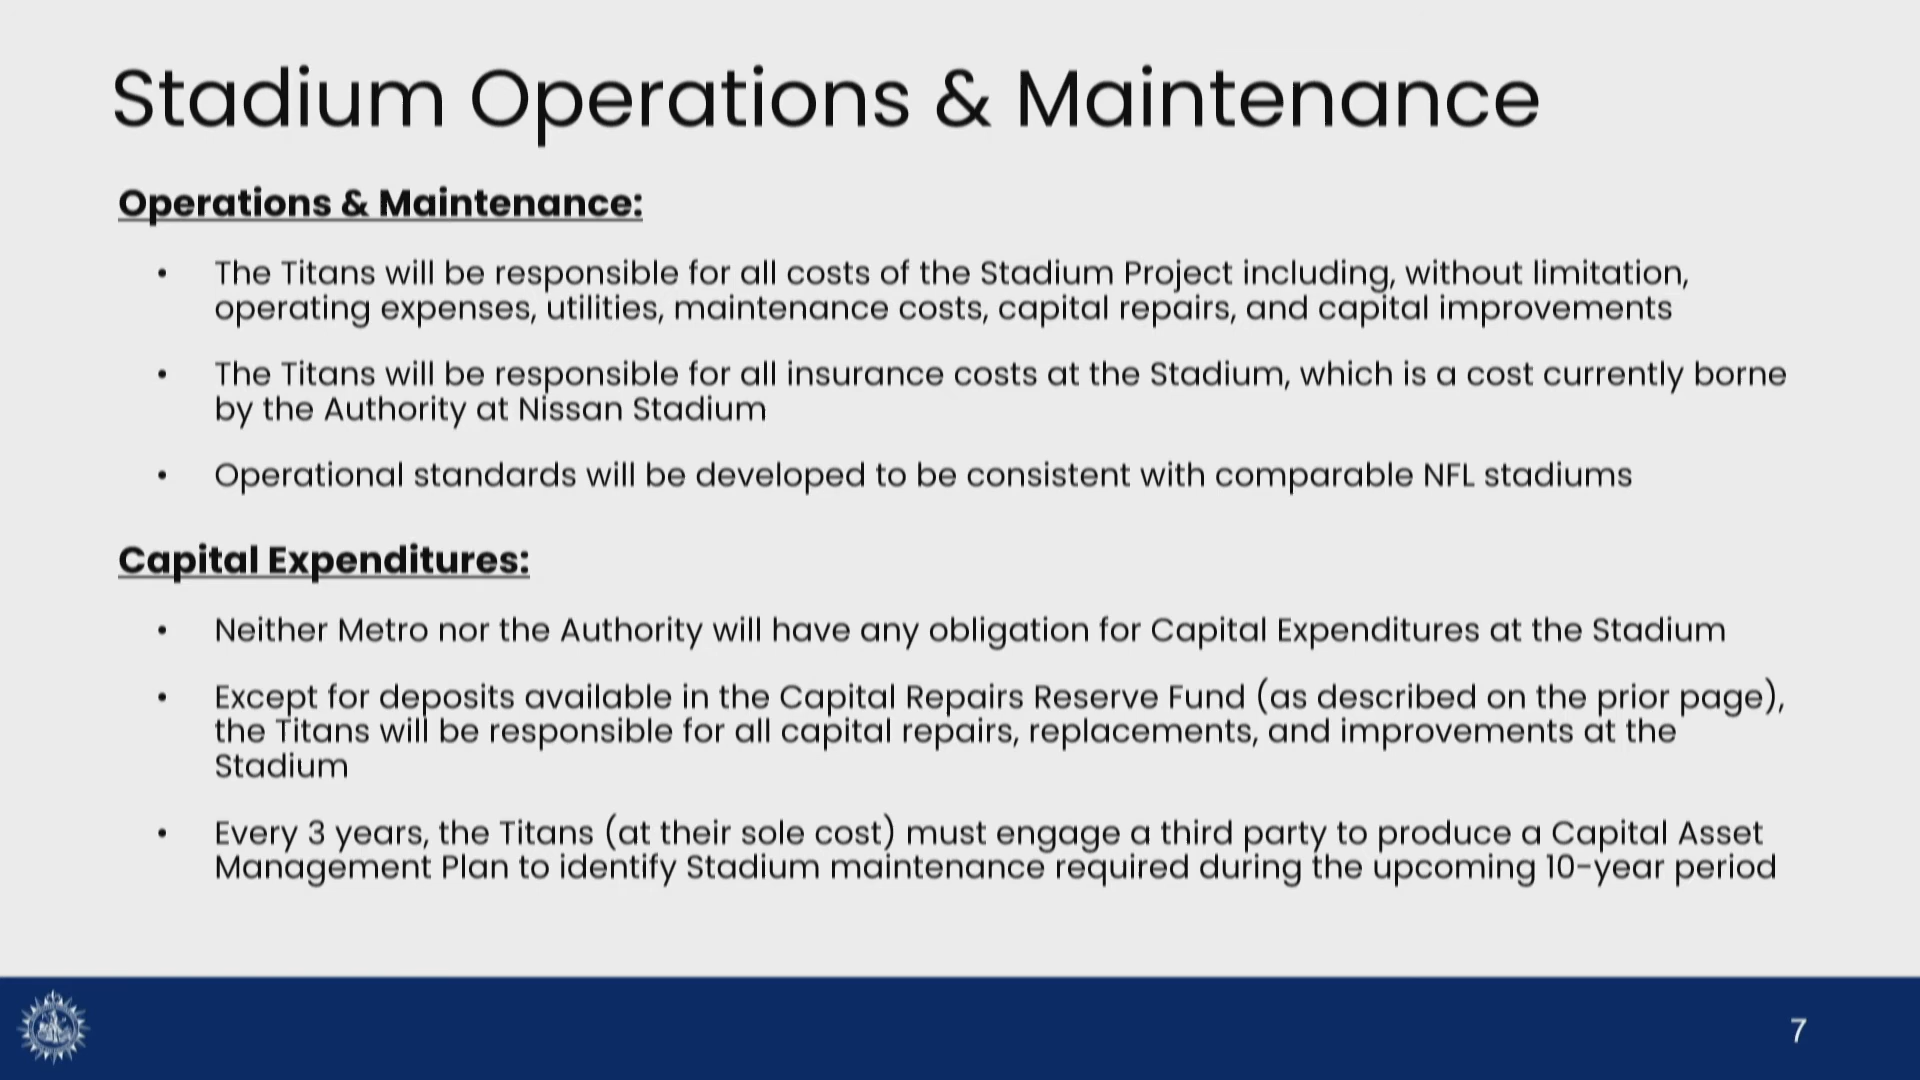 Stadium Operations & Maintenance
Operations & Maintenance:
• The Titans will be responsible for all costs of the Stadium Project including, without limitation,
operating expenses, utilities, maintenance costs, capital repairs, and capital improvements
• The Titans will be responsible for all insurance costs at the Stadium, which is a cost currently borne
by the Authority at Nissan Stadium
• Operational standards will be developed to be consistent with comparable NFL stadiums
Capital Expenditures:
• Neither Metro nor the Authority will have any obligation for Capital Expenditures at the Stadium
• Except for deposits available in the Capital Repairs Reserve Fund (as described on the prior page),
the Titans will be responsible for all capital repairs, replacements, and improvements at the
Stadium
• Every 3 years, the Titans (at their sole cost) must engage a third party to produce a Capital Asset
Management Plan to identify Stadium maintenance required during the upcoming 10-year period
7